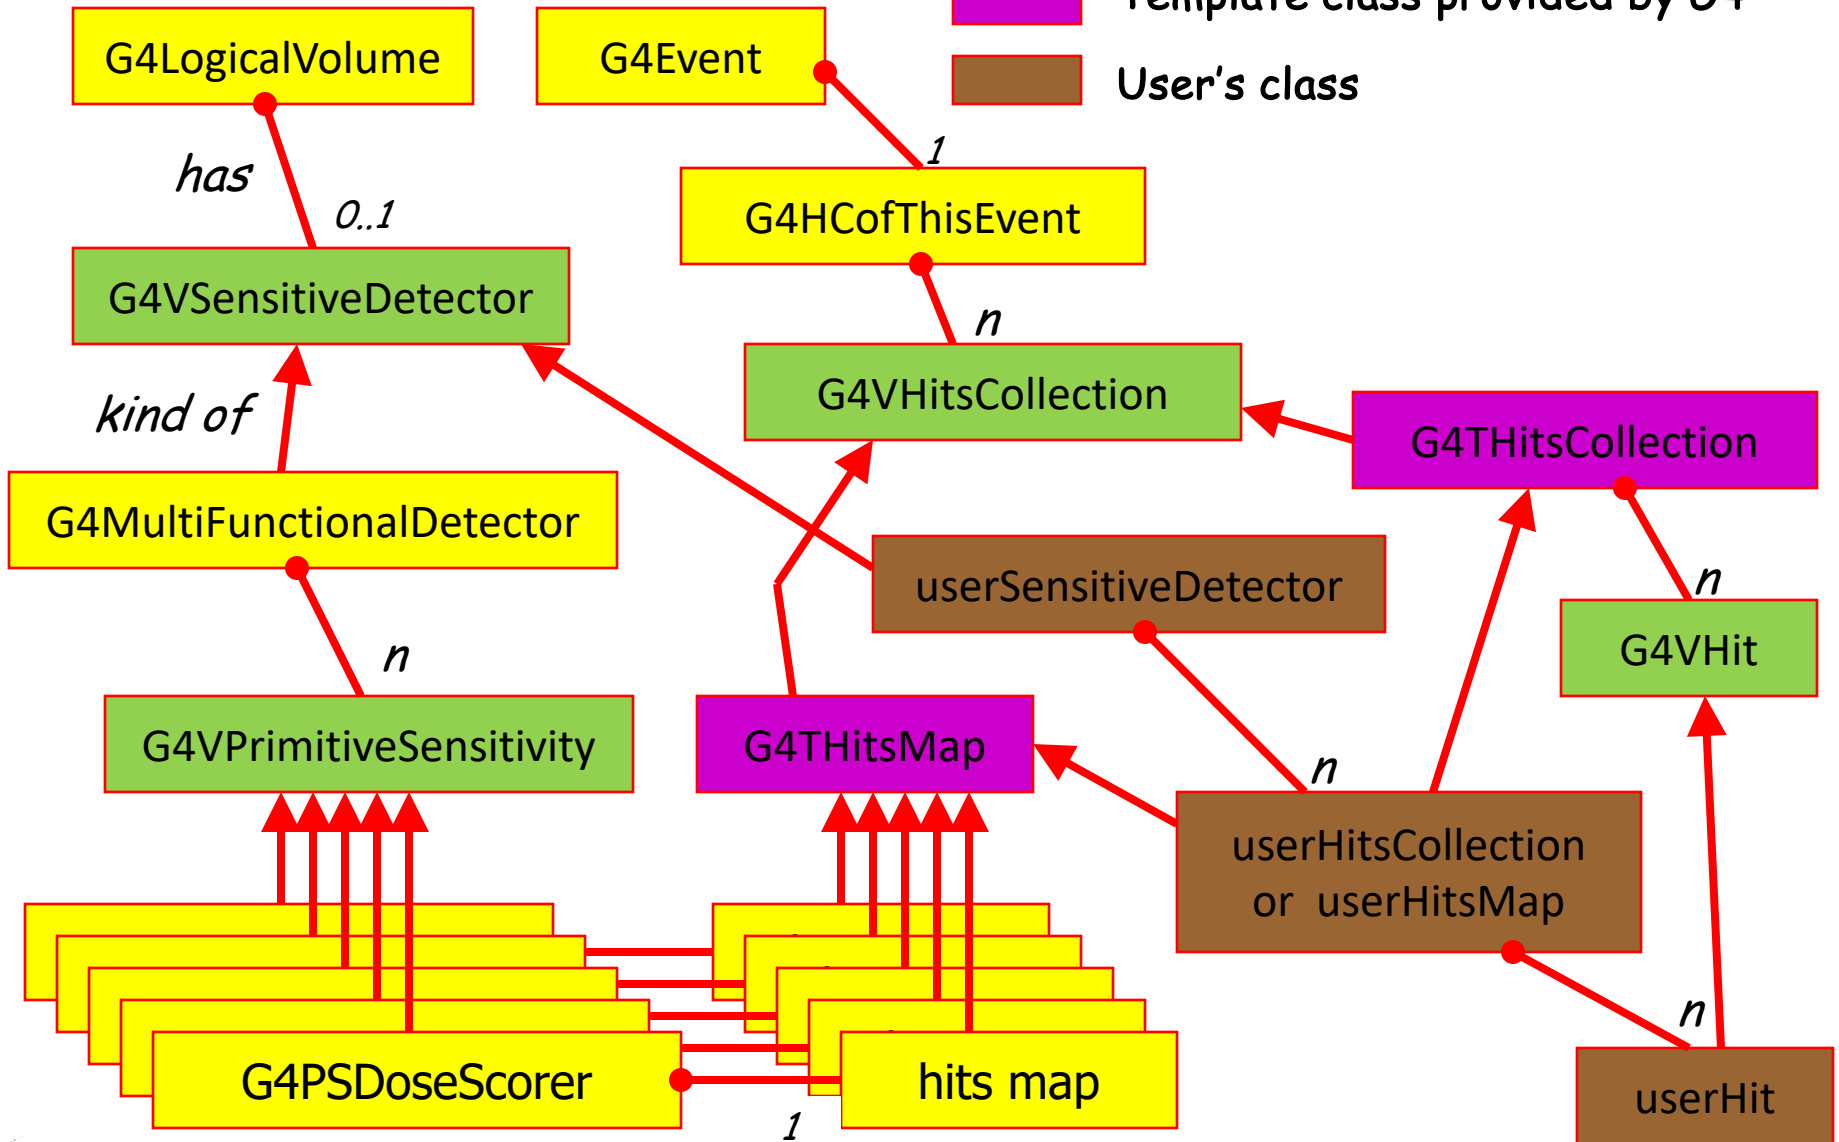 Template class provided by G4
G4LogicalVolume
G4Event
User's class
1
has
0..1
G4HCofThisEvent
G4VSensitiveDetector
n
G4VHitsCollection
kind of
G4THitsCollection
G4MultiFunctionalDetector
userSensitiveDetector
n
G4VHit
n
G4VPrimitiveSensitivity
G4THitsMap
n
userHitsCollection
or userHitsMap
n
G4PSDoseScorer
hits map
userHit
1